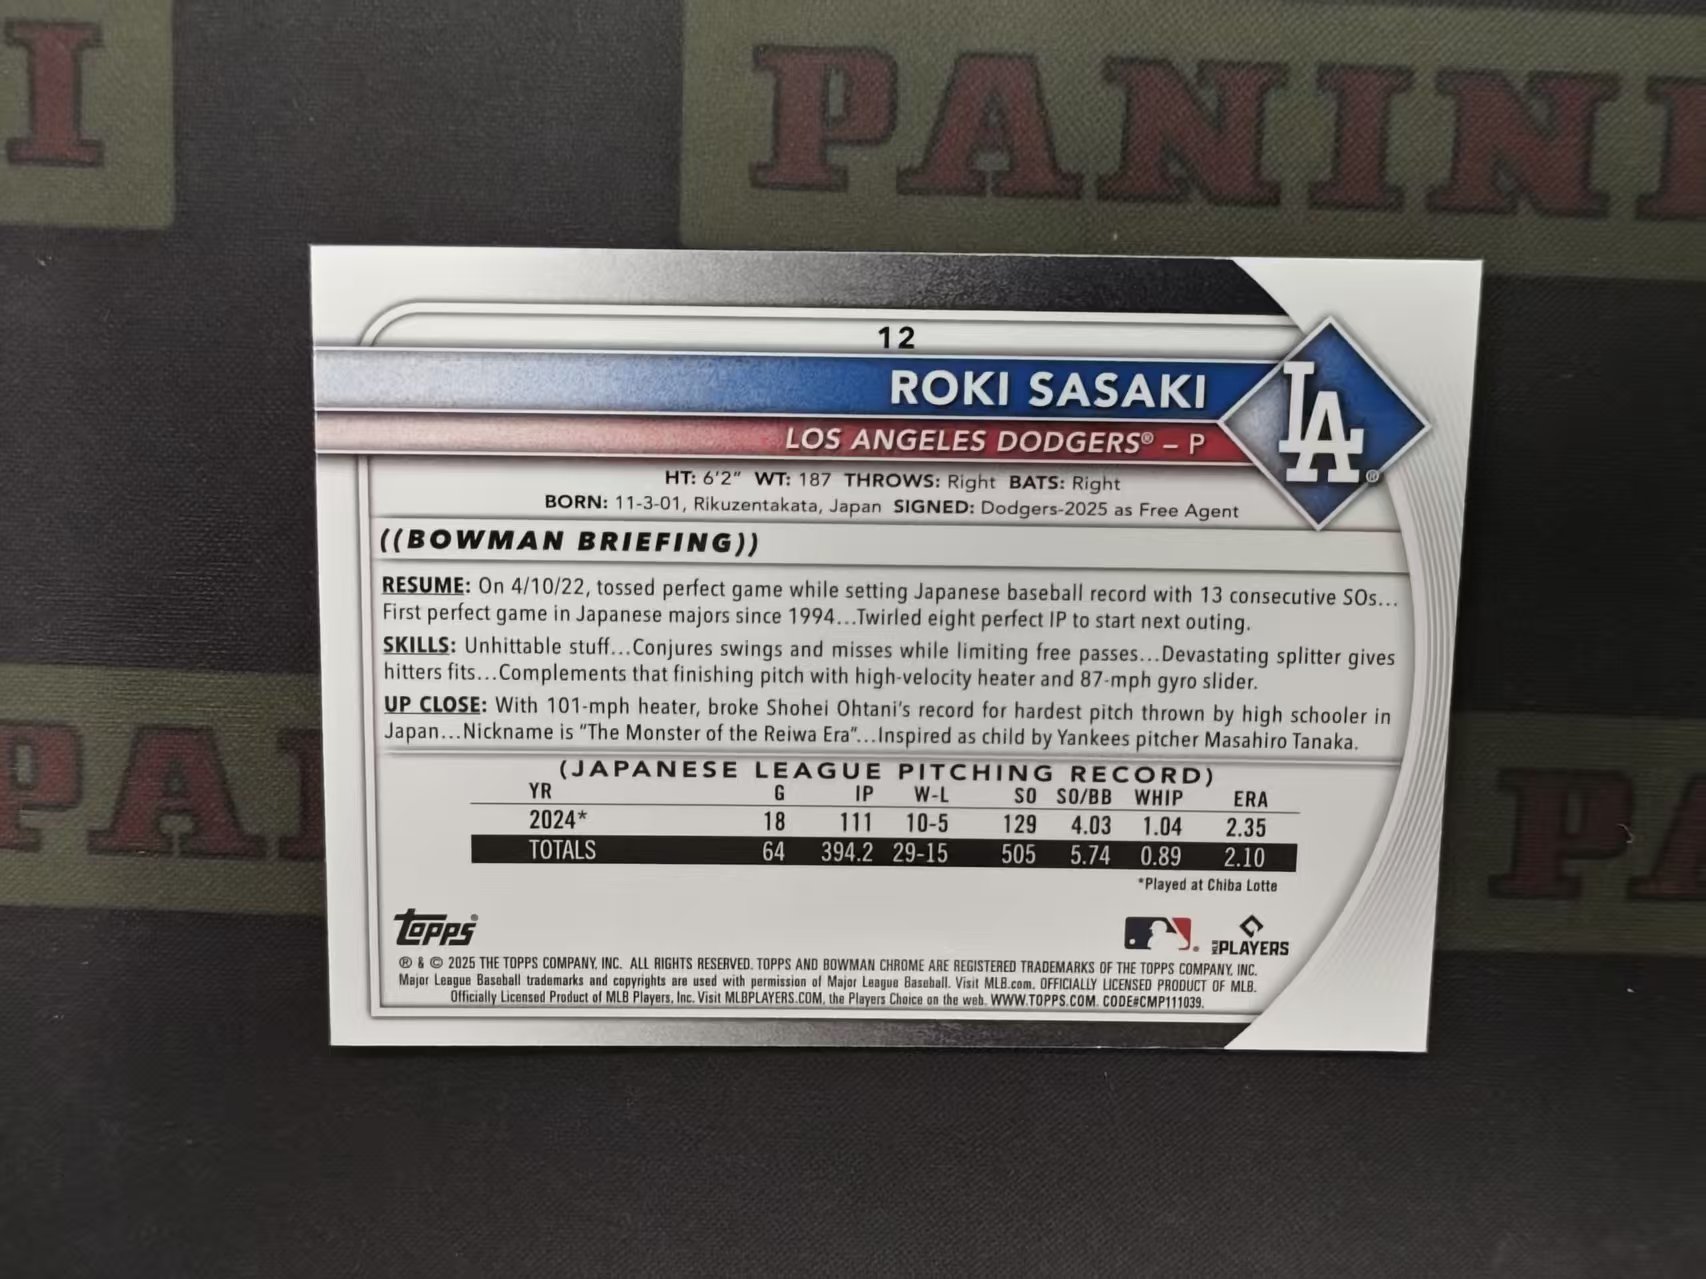 I
PANINI
12
ROKI SASAKI
LOS ANGELES DODGERS® – P
LA®
HT: 6'2" WT: 187 THROWS: Right BATS: Right
BORN: 11-3-01, Rikuzentakata, Japan SIGNED: Dodgers-2025 as Free Agent
((BOWMAN BRIEFING))
RESUME: On 4/10/22, tossed perfect game while setting Japanese baseball record with 13 consecutive SOs...
First perfect game in Japanese majors since 1994...Twirled eight perfect IP to start next outing.
SKILLS: Unhittable stuff...Conjures swings and misses while limiting free passes...Devastating splitter gives
hitters fits...Complements that finishing pitch with high-velocity heater and 87-mph gyro slider.
UP CLOSE: With 101-mph heater, broke Shohei Ohtani's record for hardest pitch thrown by high schooler in
Japan...Nickname is "The Monster of the Reiwa Era"...Inspired as child by Yankees pitcher Masahiro Tanaka.
(JAPANESE LEAGUE PITCHING RECORD)
YR G IP W-L SO SO/BB WHIP ERA
2024* 18 111 10-5 129 4.03 1.04 2.35
TOTALS 64 394.2 29-15 505 5.74 0.89 2.10
*Played at Chiba Lotte
PANI
PA
topps® MLB PLAYERS
® & © 2025 THE TOPPS COMPANY, INC. ALL RIGHTS RESERVED. TOPPS AND BOWMAN CHROME ARE REGISTERED TRADEMARKS OF THE TOPPS COMPANY, INC.
Major League Baseball trademarks and copyrights are used with permission of Major League Baseball. Visit MLB.com. OFFICIALLY LICENSED PRODUCT OF MLB.
Officially Licensed Product of MLB Players, Inc. Visit MLBPLAYERS.COM, the Players Choice on the web. WWW.TOPPS.COM. CODE#CMP111039.